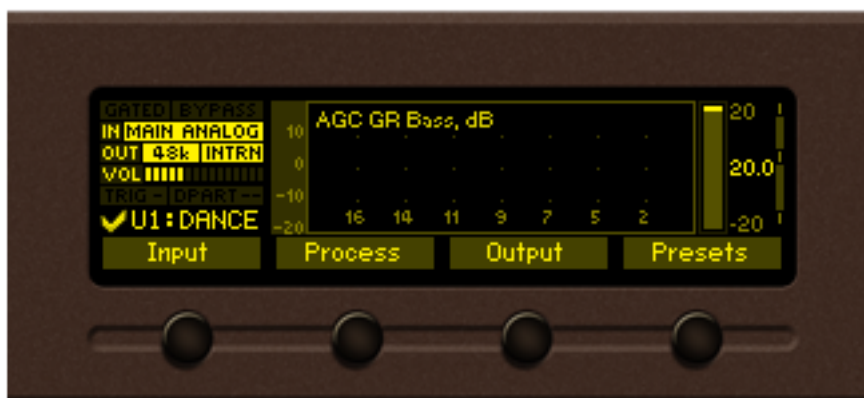 GATED BYPASS
IN MAIN ANALOG
OUT 48k INTRN
VOL
TRIG - DPART --
U1:DANCE
AGC GR Bass, dB
10
0
-10
-20
16 14 11 9 7 5 2
20
20.0
-20
Input Process Output Presets